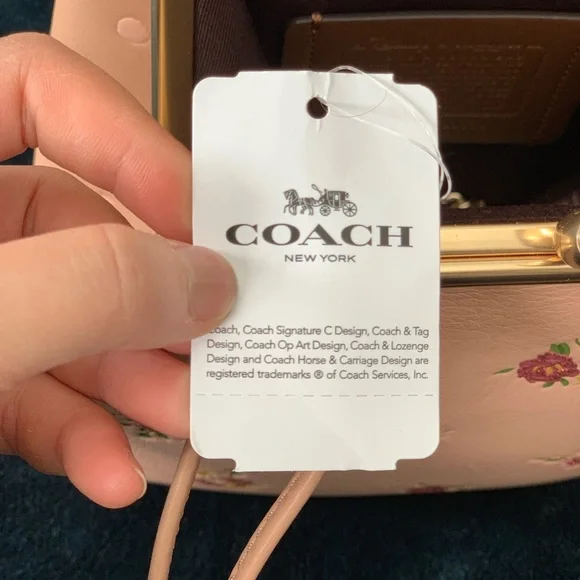 COACH
NEW YORK
oach, Coach Signature C Design, Coach & Tag
Design, Coach Op Art Design, Coach & Lozenge
Design and Coach Horse & Carriage Design are
registered trademarks ® of Coach Services, Inc.